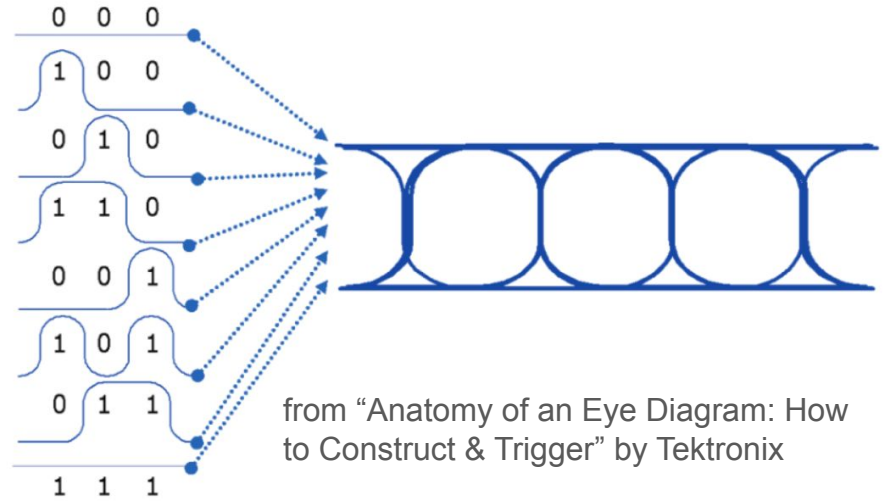 0 0 0
1 0 0
0 1 0
1 1 0
0 0 1
1 0 1
0 1 1
1 1 1
from “Anatomy of an Eye Diagram: How
to Construct & Trigger” by Tektronix